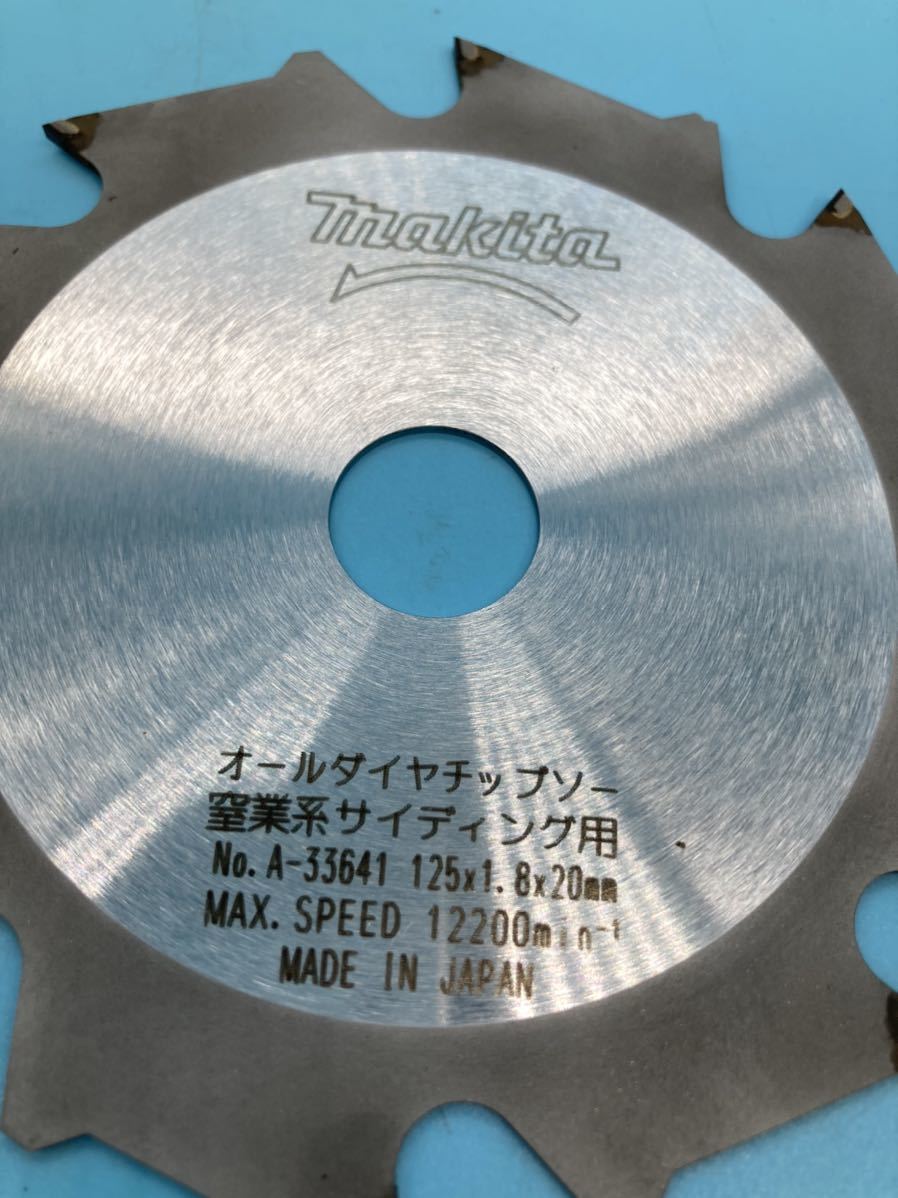 makita
オールダイヤチップソー
窒業系サイディング用
No. A-33641 125x1.8x20mm
MAX. SPEED 12200min⁻¹
MADE IN JAPAN